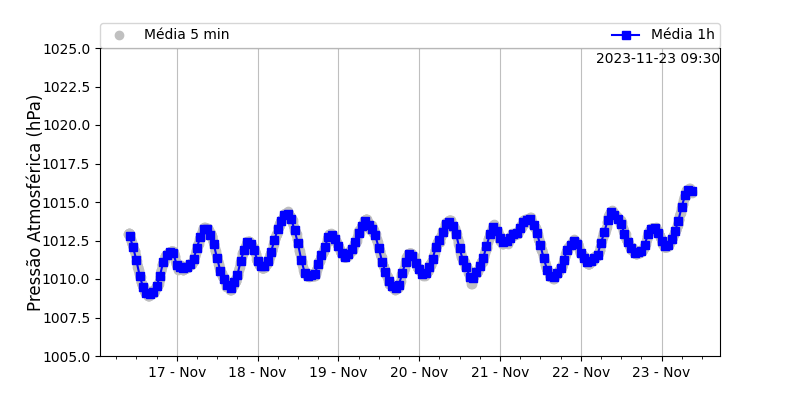 Média 5 min
Média 1h
2023-11-23 09:30
Pressão Atmosférica (hPa)
1025.0
1022.5
1020.0
1017.5
1015.0
1012.5
1010.0
1007.5
1005.0
17 - Nov
18 - Nov
19 - Nov
20 - Nov
21 - Nov
22 - Nov
23 - Nov